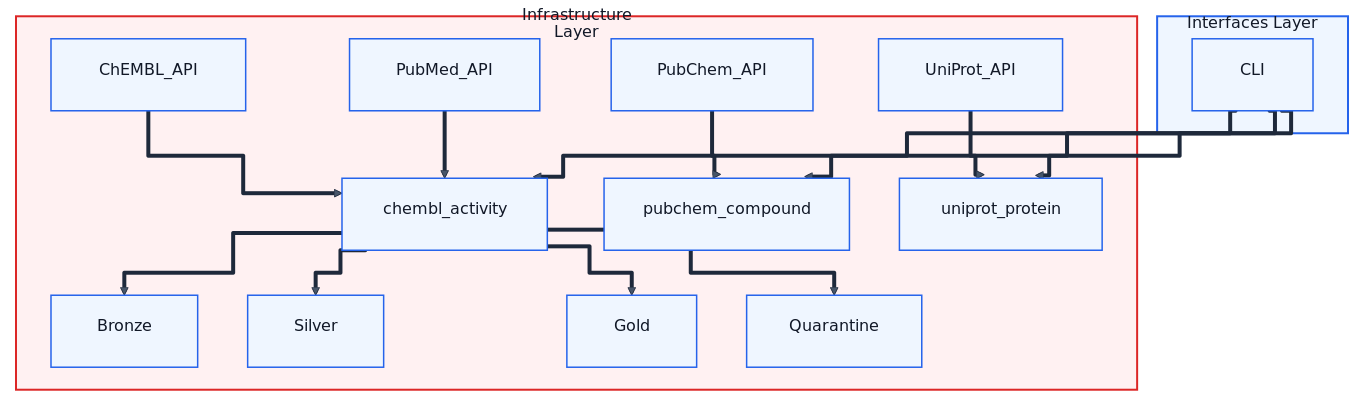 Infrastructure
Layer
Interfaces Layer
ChEMBL_API
PubMed_API
PubChem_API
UniProt_API
CLI
chembl_activity
pubchem_compound
uniprot_protein
Bronze
Silver
Gold
Quarantine